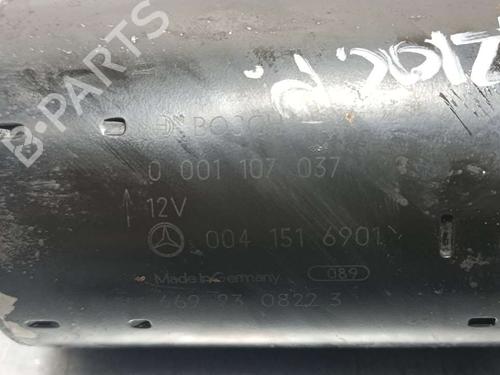 B-PARTS
BOSCH
0 001 107 037
12V
004 151 6901
Made in Germany 089
469 93 0822 3